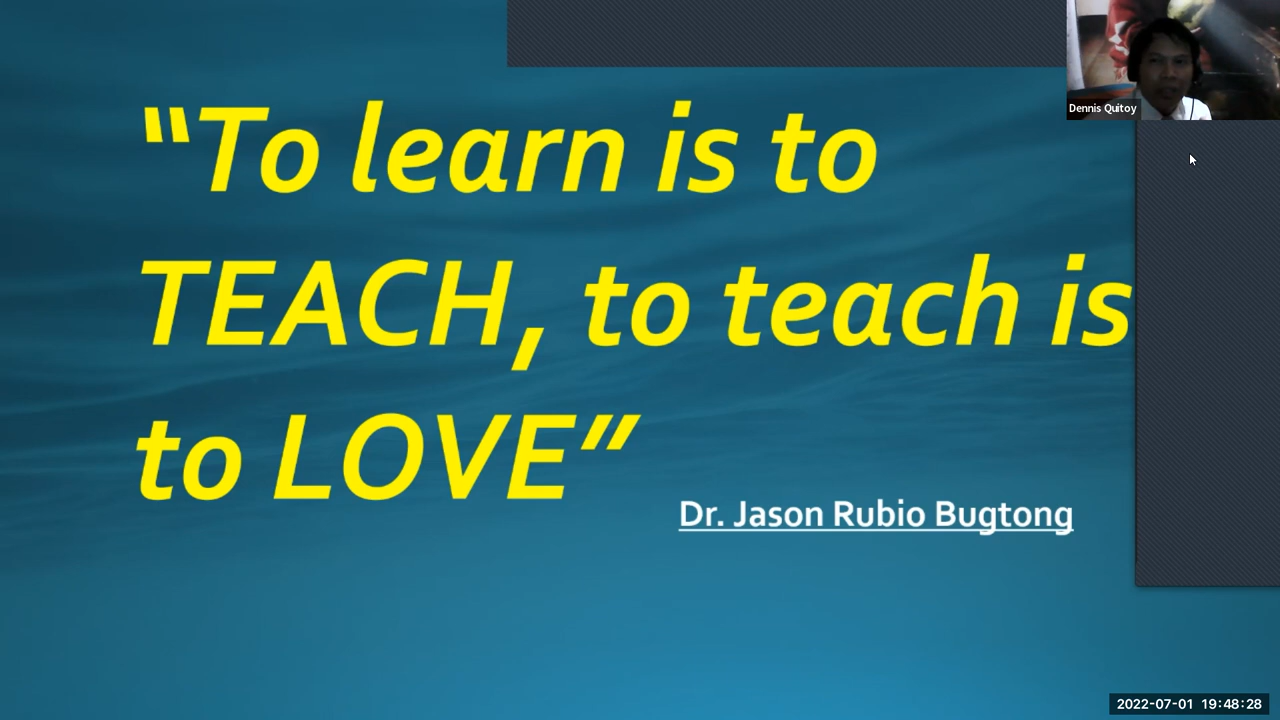 Dennis Quitoy
“To learn is to
TEACH, to teach is
to LOVE”
Dr. Jason Rubio Bugtong
2022-07-01 19:48:28